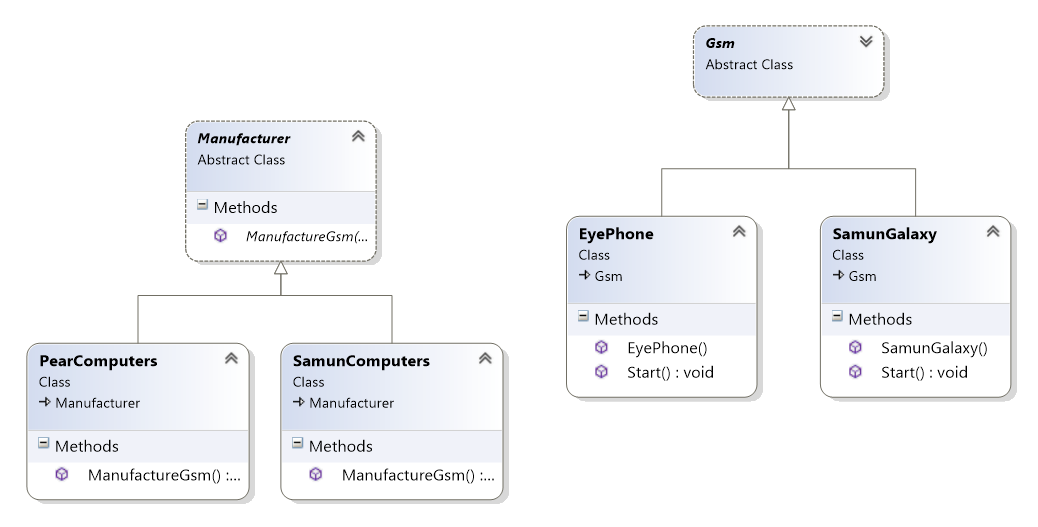 Manufacturer
Abstract Class
Methods
ManufactureGsm(...
PearComputers
Class
Manufacturer
Methods
ManufactureGsm() :...
SamunComputers
Class
Manufacturer
Methods
ManufactureGsm() :...
Gsm
Abstract Class
EyePhone
Class
Gsm
Methods
EyePhone()
Start() : void
SamunGalaxy
Class
Gsm
Methods
SamunGalaxy()
Start() : void